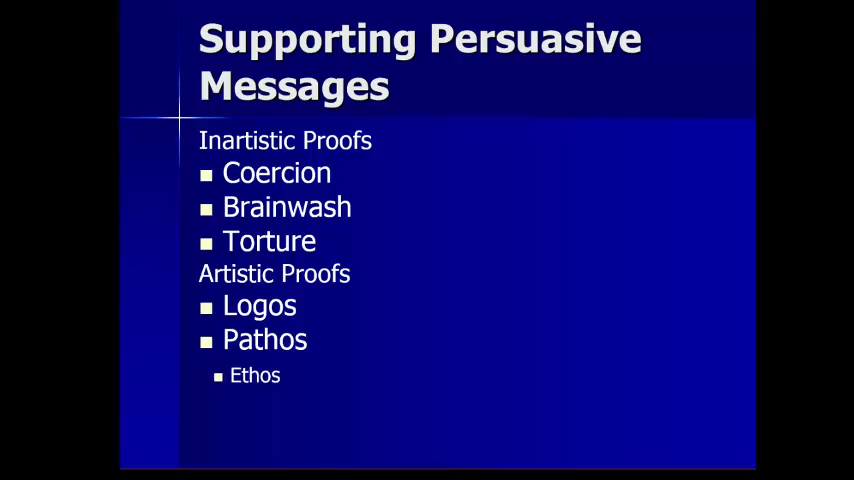 Supporting Persuasive
Messages
Inartistic Proofs
Coercion
Brainwash
Torture
Artistic Proofs
Logos
Pathos
Ethos